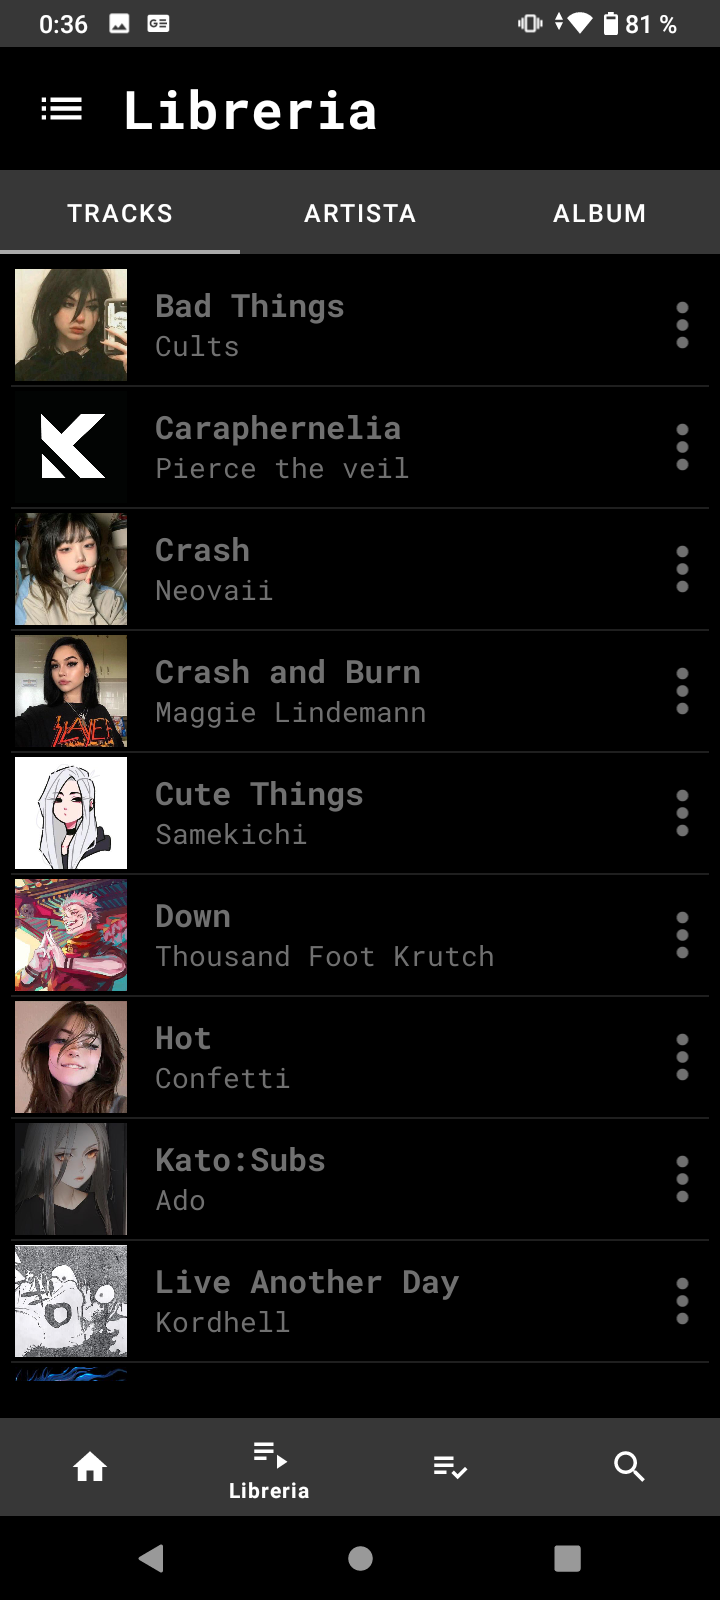 0:36
81 %
Libreria
TRACKS ARTISTA ALBUM
Bad Things
Cults
Caraphernelia
Pierce the veil
Crash
Neovaii
Crash and Burn
Maggie Lindemann
Cute Things
Samekichi
Down
Thousand Foot Krutch
Hot
Confetti
Kato:Subs
Ado
Live Another Day
Kordhell
Libreria